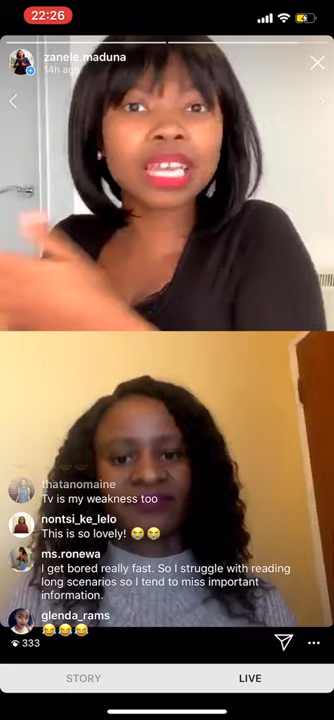 22:26
zanele.maduna
14h ago
thatanomaine
Tv is my weakness too
nontsi_ke_lelo
This is so lovely! 😭😭
ms.ronewa
I get bored really fast. So I struggle with reading
long scenarios so I tend to miss important
information.
glenda_rams
😂😂😂
333
STORY
LIVE